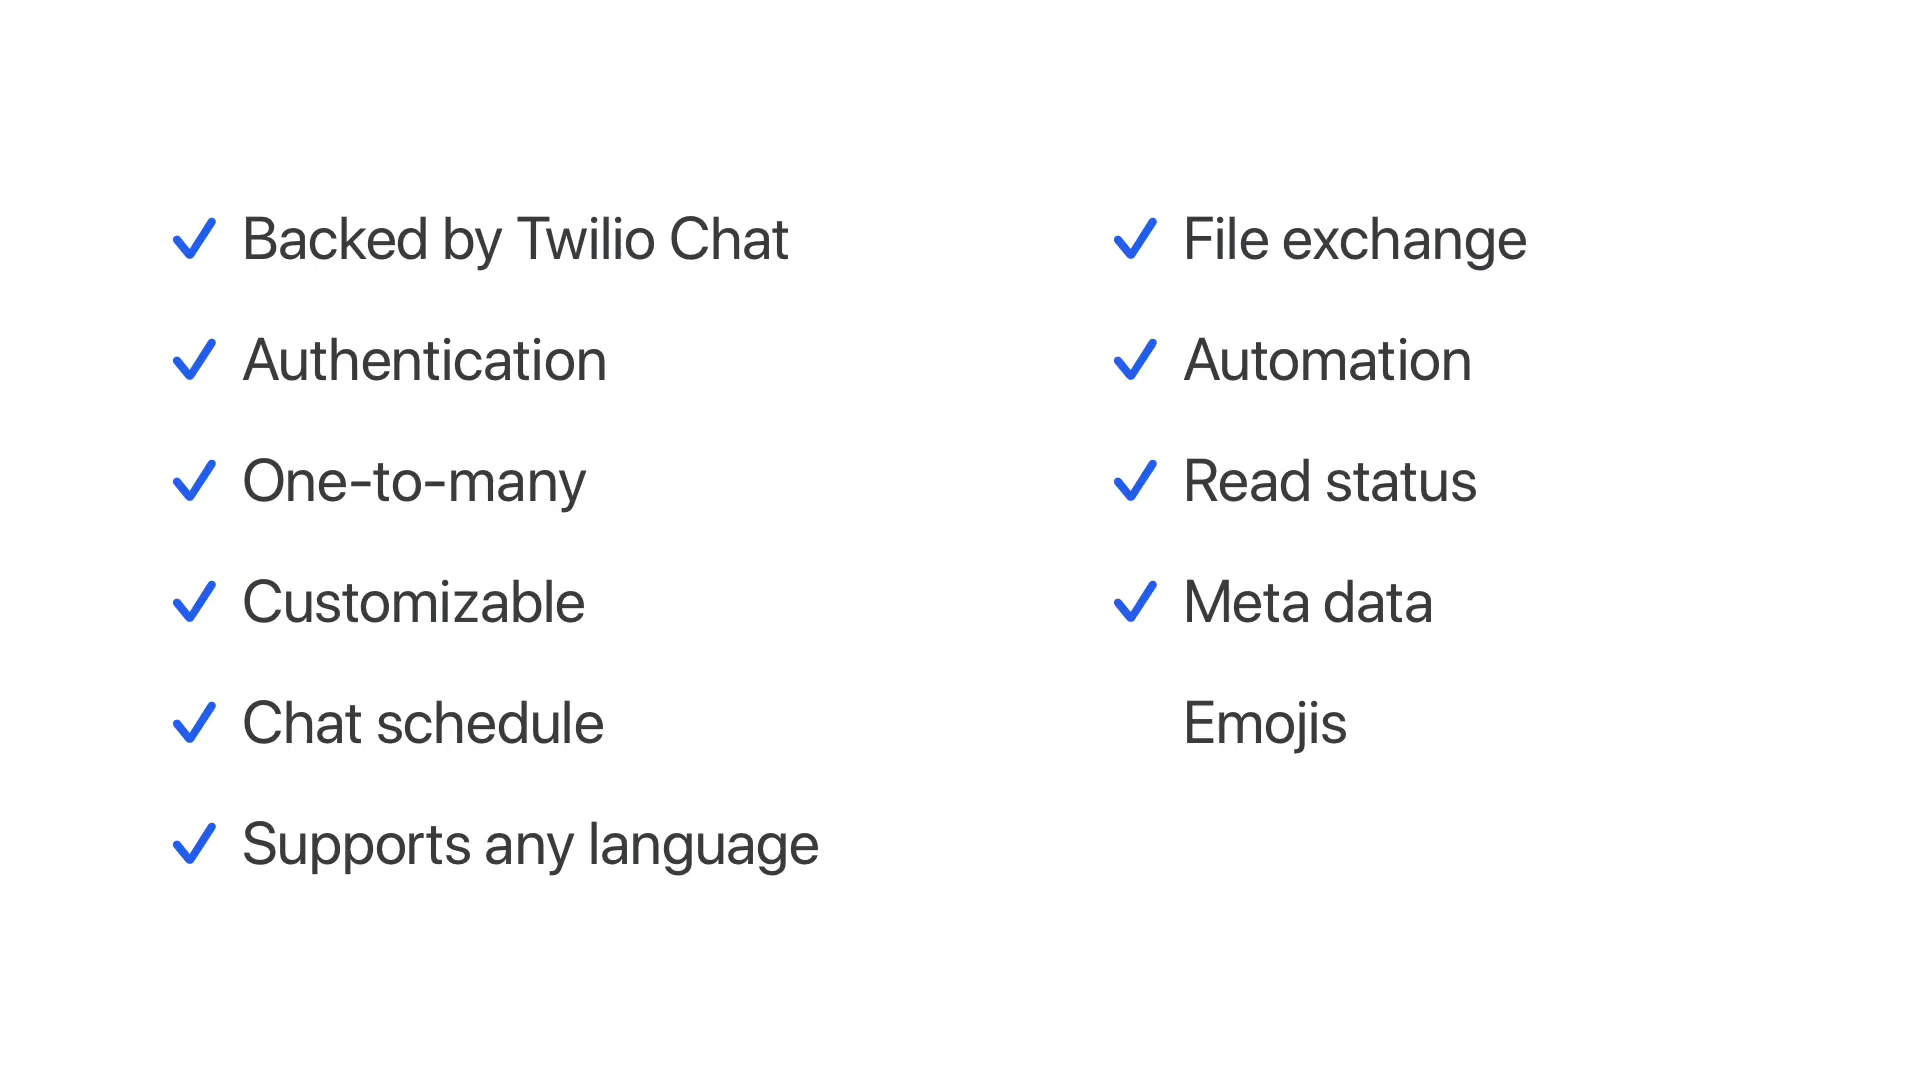 Backed by Twilio Chat
Authentication
One-to-many
Customizable
Chat schedule
Supports any language
File exchange
Automation
Read status
Meta data
Emojis